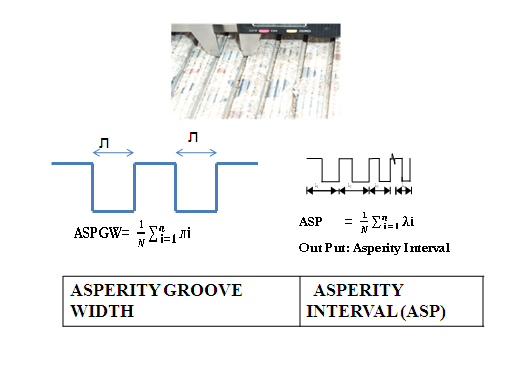 Л Л
ASPGW= 1/N ∑ⁿᵢ₌₁ лi
ASP = 1/N ∑ⁿᵢ₌₁ λi
Out Put: Asperity Interval
ASPERITY GROOVE
WIDTH
ASPERITY
INTERVAL (ASP)